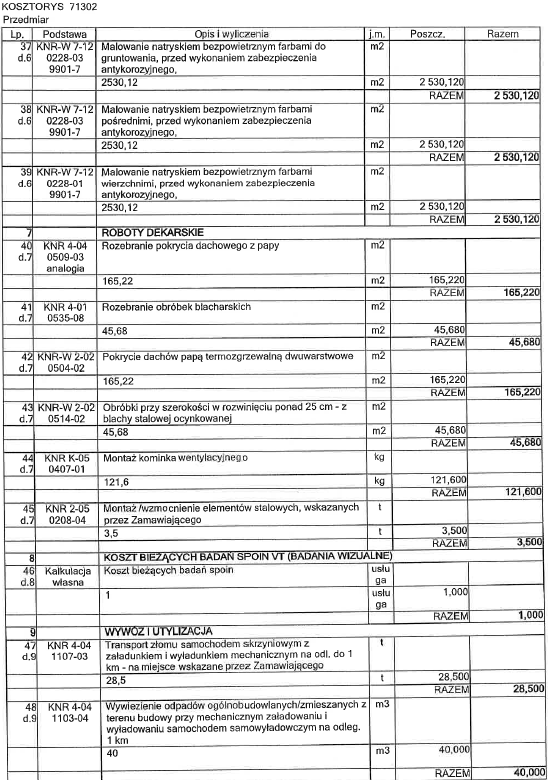 KOSZTORYS 71302
Przedmiar
Lp. Podstawa Opis i wyliczenia j.m. Poszcz. Razem
37 KNR-W 7-12 Malowanie natryskiem bezpowietrznym farbami do m2
d.6 0228-03 gruntowania, przed wykonaniem zabezpieczenia
9901-7 antykorozyjnego,
2530,12 m2 2 530,120
RAZEM 2 530,120
38 KNR-W 7-12 Malowanie natryskiem bezpowietrznym farbami m2
d.6 0228-03 pośrednimi, przed wykonaniem zabezpieczenia
9901-7 antykorozyjnego,
2530,12 m2 2 530,120
RAZEM 2 530,120
39 KNR-W 7-12 Malowanie natryskiem bezpowietrznym farbami m2
d.6 0228-01 wierzchnimi, przed wykonaniem zabezpieczenia
9901-7 antykorozyjnego,
2530,12 m2 2 530,120
RAZEM 2 530,120
7 ROBOTY DEKARSKIE
40 KNR 4-04 Rozebranie pokrycia dachowego z papy m2
d.7 0509-03
analogia
165,22 m2 165,220
RAZEM 165,220
41 KNR 4-01 Rozebranie obróbek blacharskich m2
d.7 0535-08
45,68 m2 45,680
RAZEM 45,680
42 KNR-W 2-02 Pokrycie dachów papą termozgrzewalną dwuwarstwowe m2
d.7 0504-02
165,22 m2 165,220
RAZEM 165,220
43 KNR-W 2-02 Obróbki przy szerokości w rozwinięciu ponad 25 cm - z m2
d.7 0514-02 blachy stalowej ocynkowanej
45,68 m2 45,680
RAZEM 45,680
44 KNR K-05 Montaż kominka wentylacyjnego kg
d.7 0407-01
121,6 kg 121,600
RAZEM 121,600
45 KNR 2-05 Montaż /wzmocnienie elementów stalowych, wskazanych t
d.7 0208-04 przez Zamawiającego
3,5 t 3,500
RAZEM 3,500
8 KOSZT BIEŻĄCYCH BADAŃ SPOIN VT (BADANIA WIZUALNE)
46 Kalkulacja Koszt bieżących badań spoin usłu
d.8 własna ga
1 usłu 1,000
ga
RAZEM 1,000
9 WYWÓZ I UTYLIZACJA
47 KNR 4-04 Transport złomu samochodem skrzyniowym z t
d.9 1107-03 załadunkiem i wyładunkiem mechanicznym na odl. do 1
km - na miejsce wskazane przez Zamawiającego
28,5 t 28,500
RAZEM 28,500
48 KNR 4-04 Wywiezienie odpadów ogólnobudowlanych/zmieszanych z m3
d.9 1103-04 terenu budowy przy mechanicznym załadowaniu i
wyładowaniu samochodem samowyładowczym na odleg.
1 km
40 m3 40,000
RAZEM 40,000